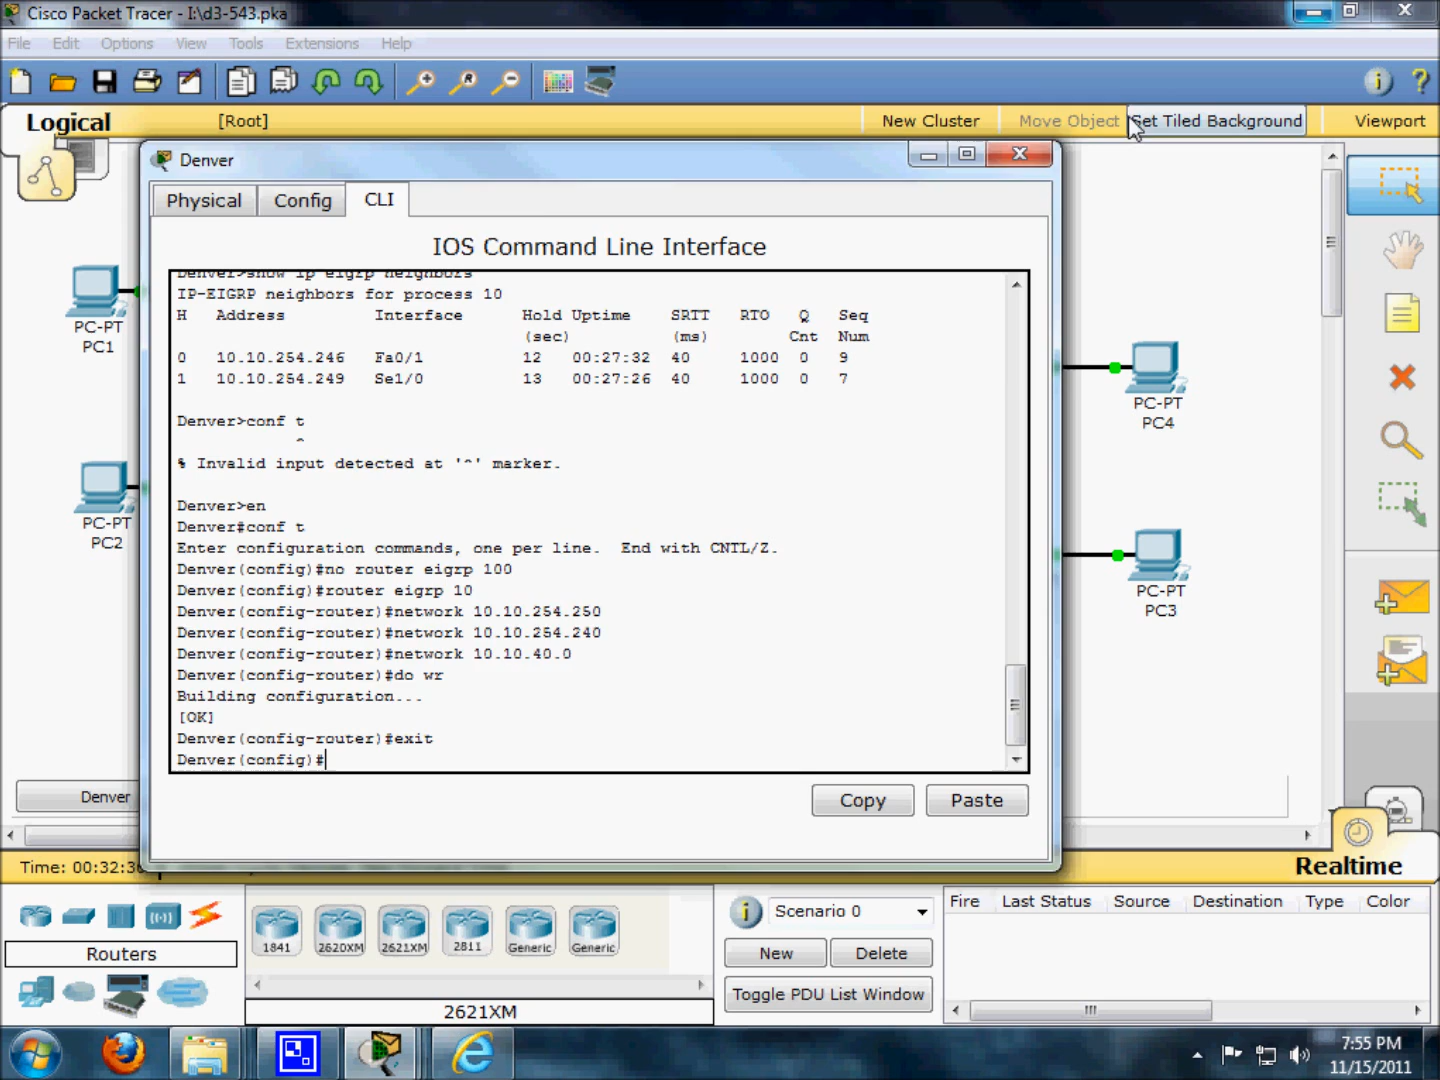 Cisco Packet Tracer - I:\d3-543.pka
File Edit Options View Tools Extensions Help
Logical [Root] New Cluster Move Object Set Tiled Background Viewport
Denver
Physical Config CLI
IOS Command Line Interface
Denver>show ip eigrp neighbors
IP-EIGRP neighbors for process 10
H Address Interface Hold Uptime SRTT RTO Q Seq
(sec) (ms) Cnt Num
0 10.10.254.246 Fa0/1 12 00:27:32 40 1000 0 9
1 10.10.254.249 Se1/0 13 00:27:26 40 1000 0 7
Denver>conf t
^
% Invalid input detected at '^' marker.
Denver>en
Denver#conf t
Enter configuration commands, one per line. End with CNTL/Z.
Denver(config)#no router eigrp 100
Denver(config)#router eigrp 10
Denver(config-router)#network 10.10.254.250
Denver(config-router)#network 10.10.254.240
Denver(config-router)#network 10.10.40.0
Denver(config-router)#do wr
Building configuration...
[OK]
Denver(config-router)#exit
Denver(config)#
Copy Paste
PC-PT
PC1
PC-PT
PC2
PC-PT
PC4
PC-PT
PC3
Denver
Time: 00:32:3
Realtime
Routers
1841 2620XM 2621XM 2811 Generic Generic
2621XM
Scenario 0
New Delete
Toggle PDU List Window
Fire Last Status Source Destination Type Color
7:55 PM
11/15/2011